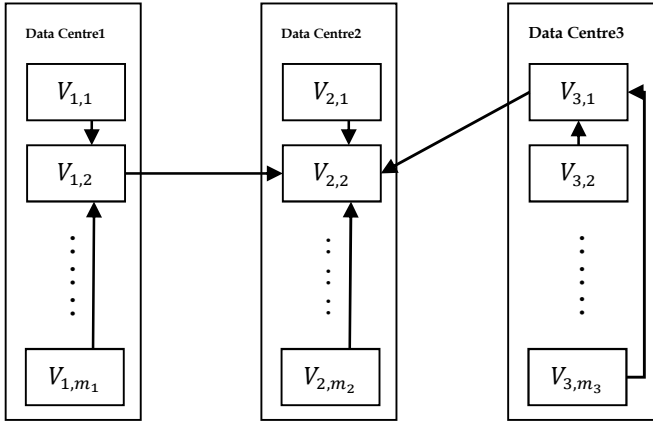 Data Centre1
V1,1
V1,2
V1,m1
Data Centre2
V2,1
V2,2
V2,m2
Data Centre3
V3,1
V3,2
V3,m3